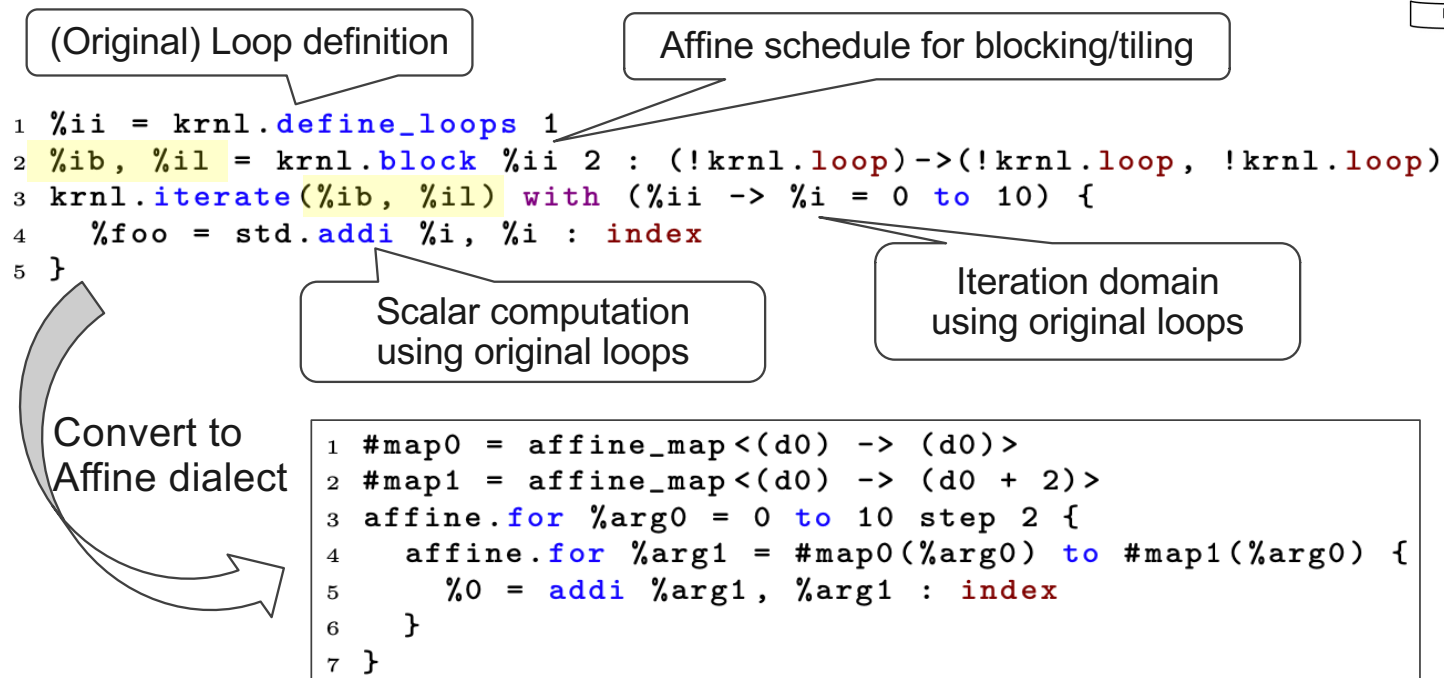 (Original) Loop definition
Affine schedule for blocking/tiling
1 %ii = krnl.define_loops 1
2 %ib, %il = krnl.block %ii 2 : (!krnl.loop)->(!krnl.loop, !krnl.loop)
3 krnl.iterate(%ib, %il) with (%ii -> %i = 0 to 10) {
4   %foo = std.addi %i, %i : index
5 }
Scalar computation
using original loops
Iteration domain
using original loops
Convert to
Affine dialect
1 #map0 = affine_map<(d0) -> (d0)>
2 #map1 = affine_map<(d0) -> (d0 + 2)>
3 affine.for %arg0 = 0 to 10 step 2 {
4   affine.for %arg1 = #map0(%arg0) to #map1(%arg0) {
5     %0 = addi %arg1, %arg1 : index
6   }
7 }